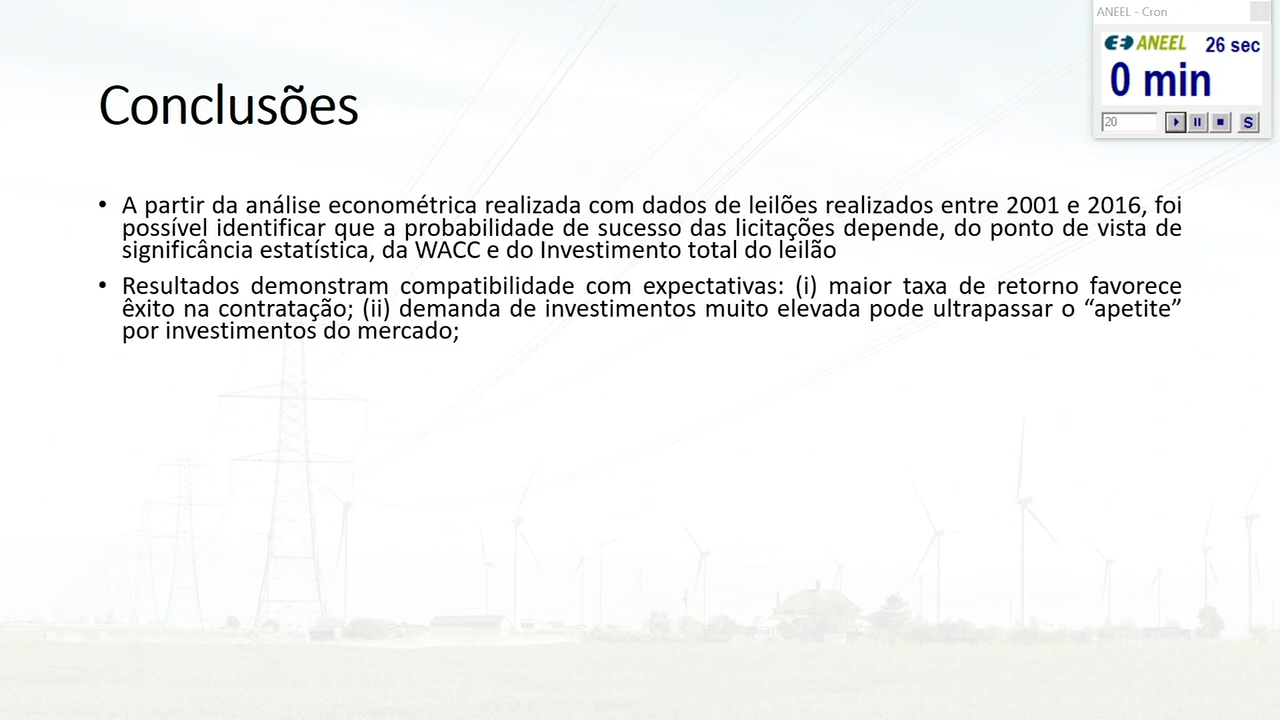 ANEEL - Cron
ANEEL 26 sec
0 min
20
S
Conclusões
• A partir da análise econométrica realizada com dados de leilões realizados entre 2001 e 2016, foi
possível identificar que a probabilidade de sucesso das licitações depende, do ponto de vista de
significância estatística, da WACC e do Investimento total do leilão
• Resultados demonstram compatibilidade com expectativas: (i) maior taxa de retorno favorece
êxito na contratação; (ii) demanda de investimentos muito elevada pode ultrapassar o “apetite”
por investimentos do mercado;